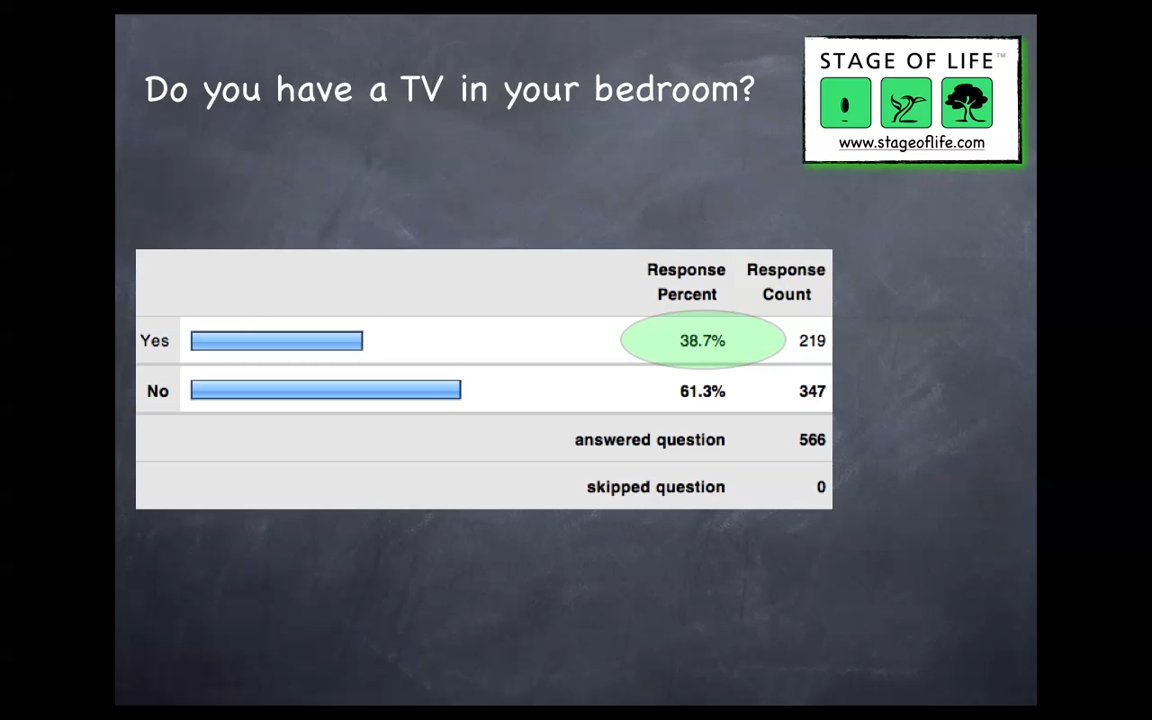 Do you have a TV in your bedroom?
STAGE OF LIFE™
www.stageoflife.com
Response Percent Response Count
Yes 38.7% 219
No 61.3% 347
answered question 566
skipped question 0